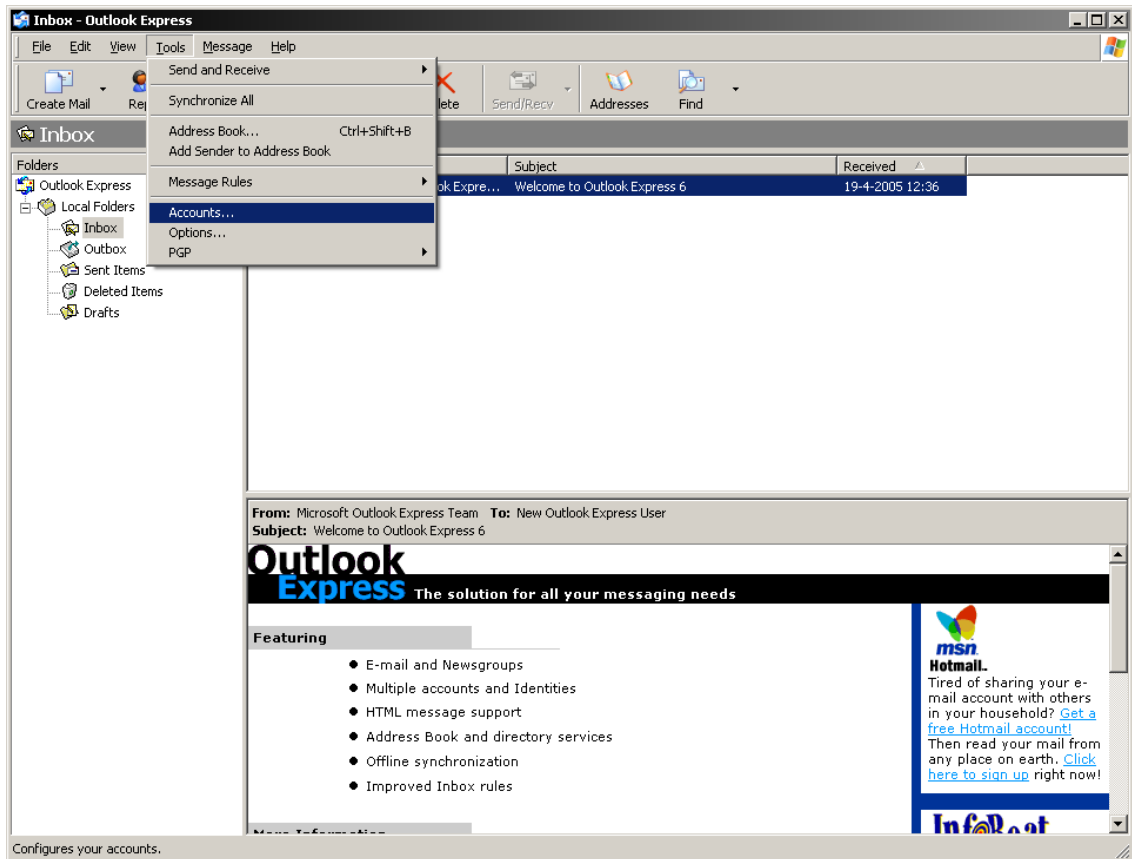 Inbox - Outlook Express
File Edit View Tools Message Help
Create Mail Rep lete Send/Recv Addresses Find
Send and Receive
Synchronize All
Address Book... Ctrl+Shift+B
Add Sender to Address Book
Message Rules
Accounts...
Options...
PGP
Inbox
Folders
Outlook Express
Local Folders
Inbox
Outbox
Sent Items
Deleted Items
Drafts
Subject Received
ok Expre... Welcome to Outlook Express 6 19-4-2005 12:36
From: Microsoft Outlook Express Team To: New Outlook Express User
Subject: Welcome to Outlook Express 6
Outlook
Express The solution for all your messaging needs
Featuring
E-mail and Newsgroups
Multiple accounts and Identities
HTML message support
Address Book and directory services
Offline synchronization
Improved Inbox rules
More Information
msn
Hotmail.
Tired of sharing your e-
mail account with others
in your household? Get a
free Hotmail account!
Then read your mail from
any place on earth. Click
here to sign up right now!
InfoBeat
Configures your accounts.